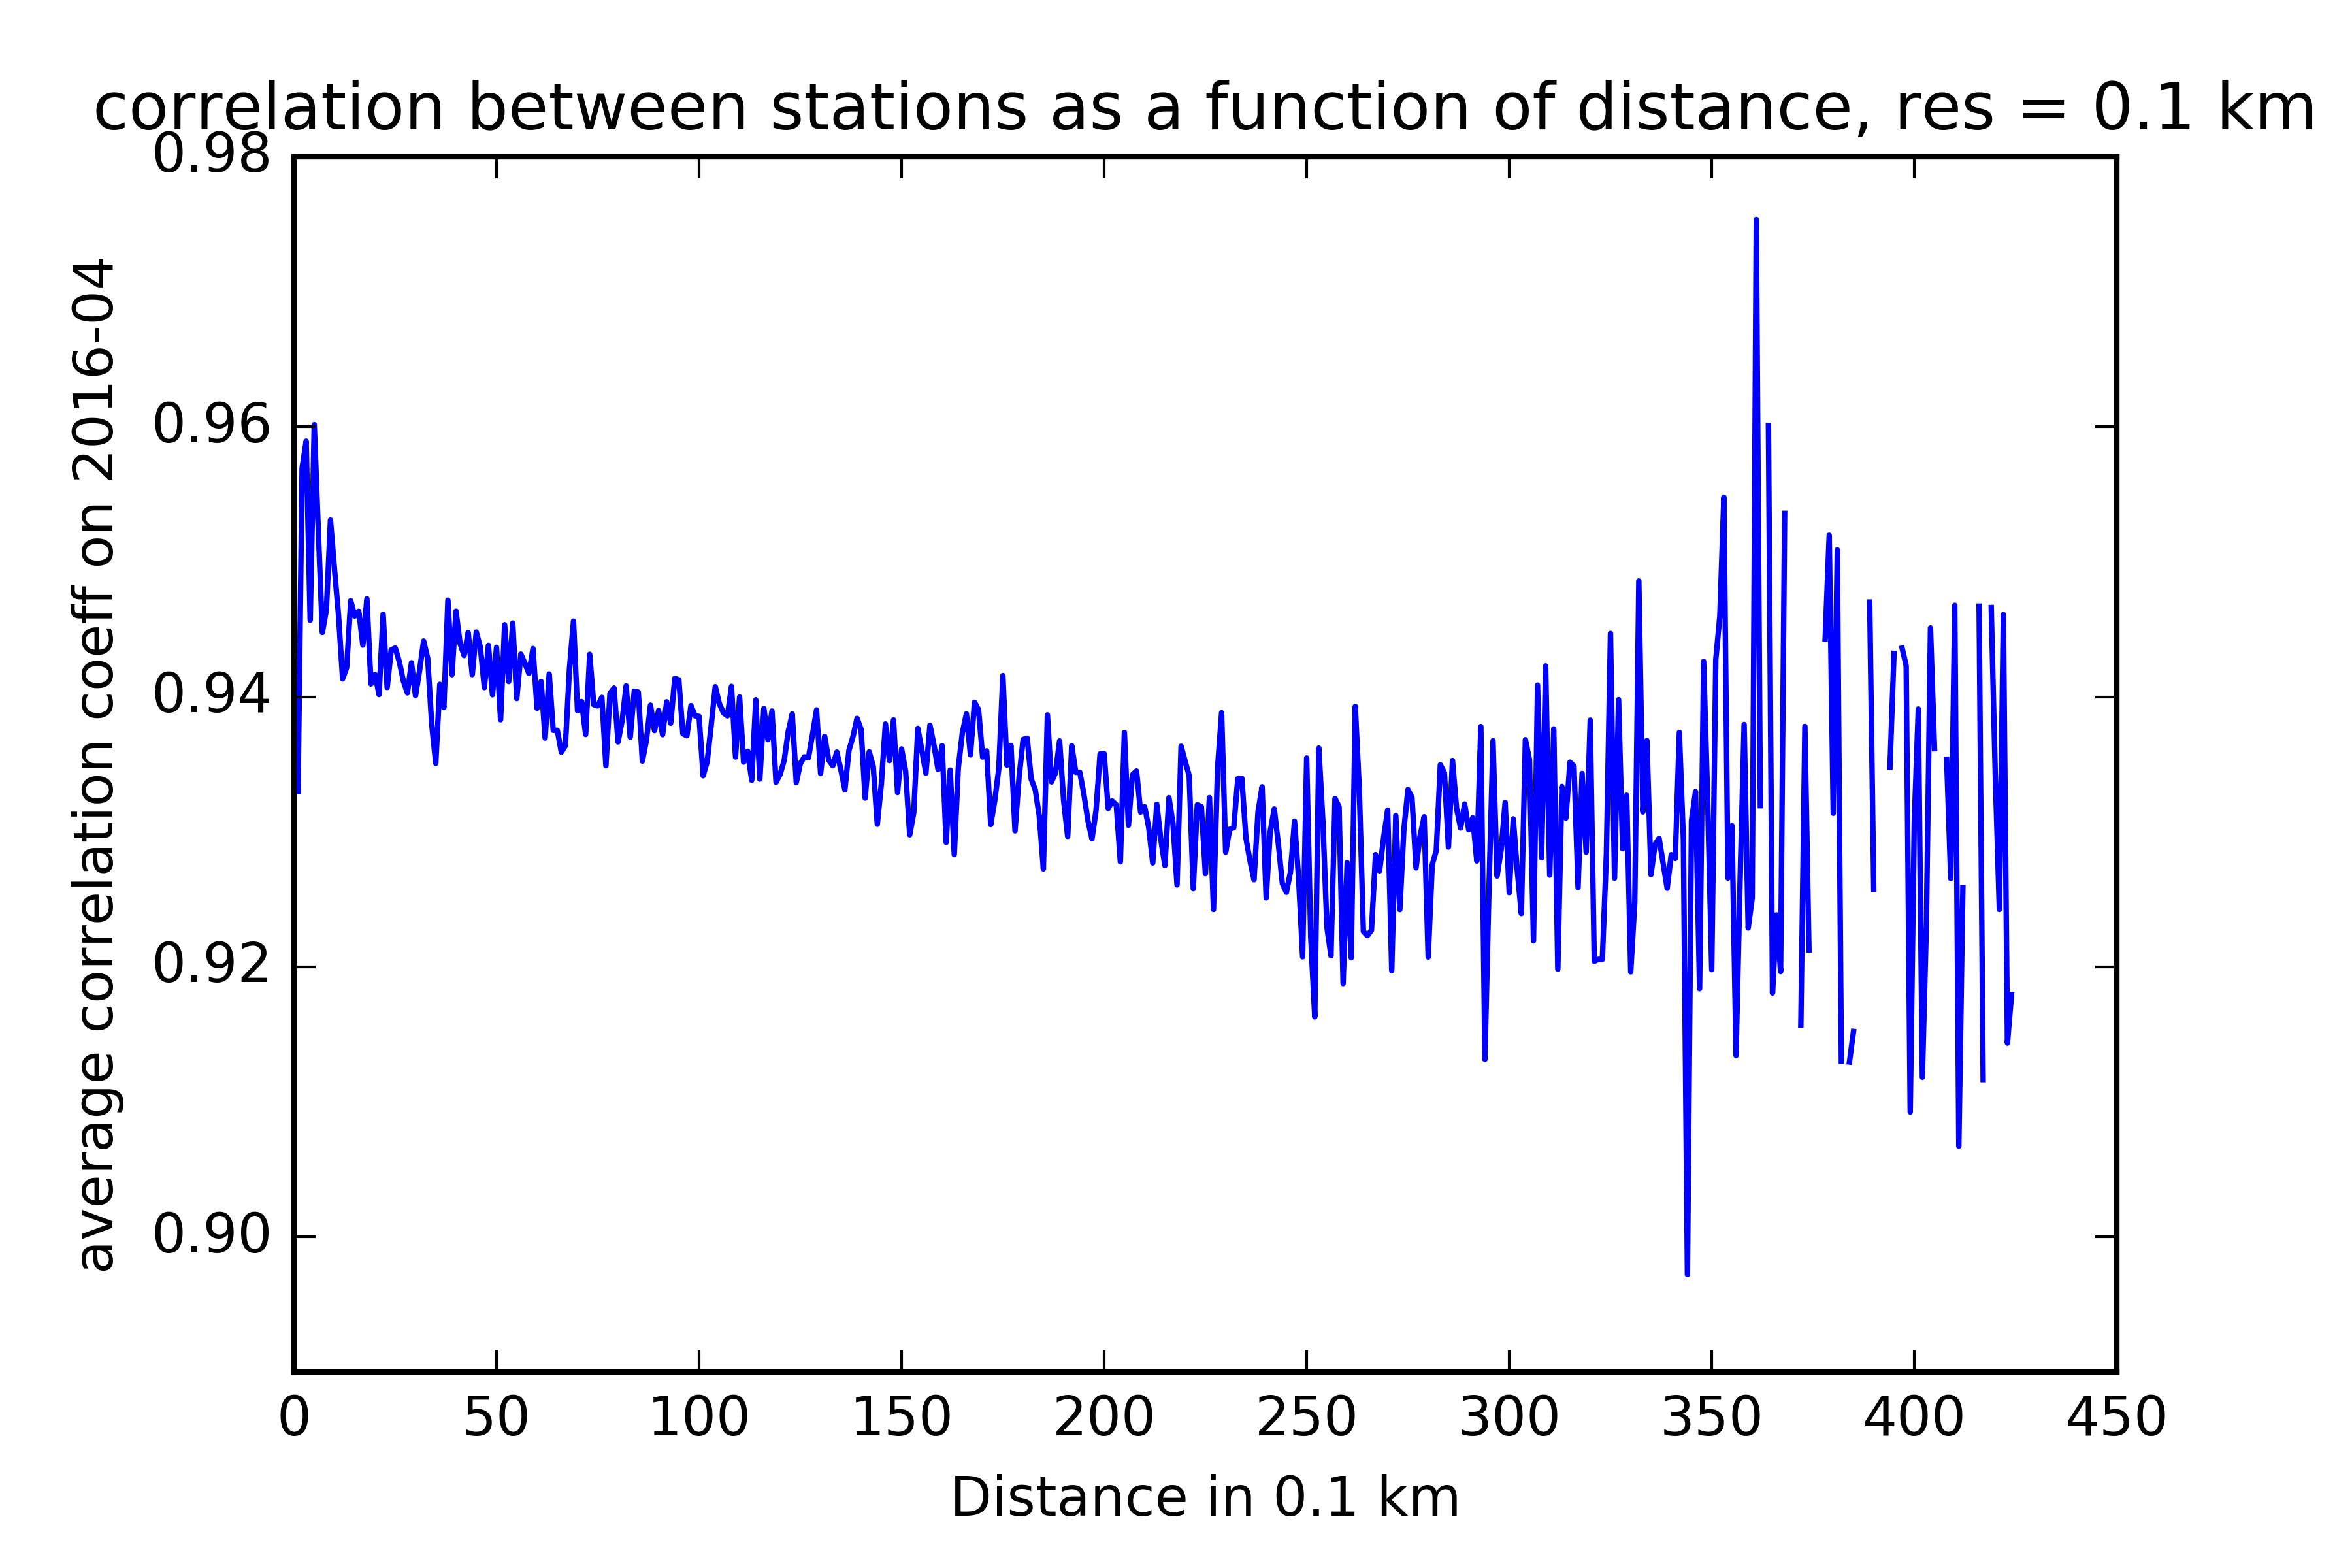 correlation between stations as a function of distance, res = 0.1 km
average correlation coeff on 2016-04
0.98
0.96
0.94
0.92
0.90
0 50 100 150 200 250 300 350 400 450
Distance in 0.1 km